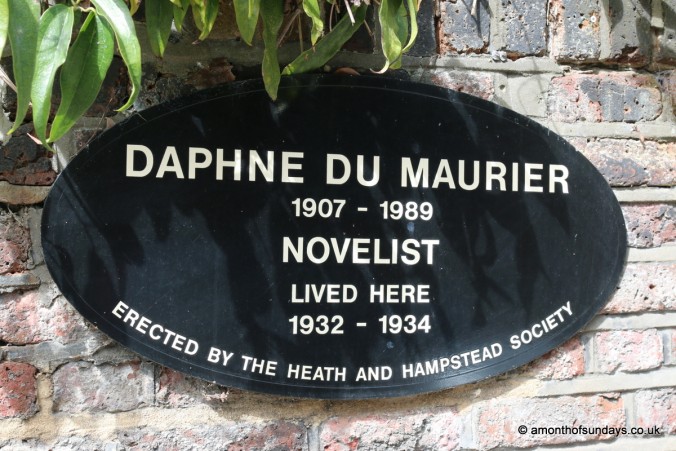 DAPHNE DU MAURIER
1907 - 1989
NOVELIST
LIVED HERE
1932 - 1934
ERECTED BY THE HEATH AND HAMPSTEAD SOCIETY
© amonthofsundays.co.uk